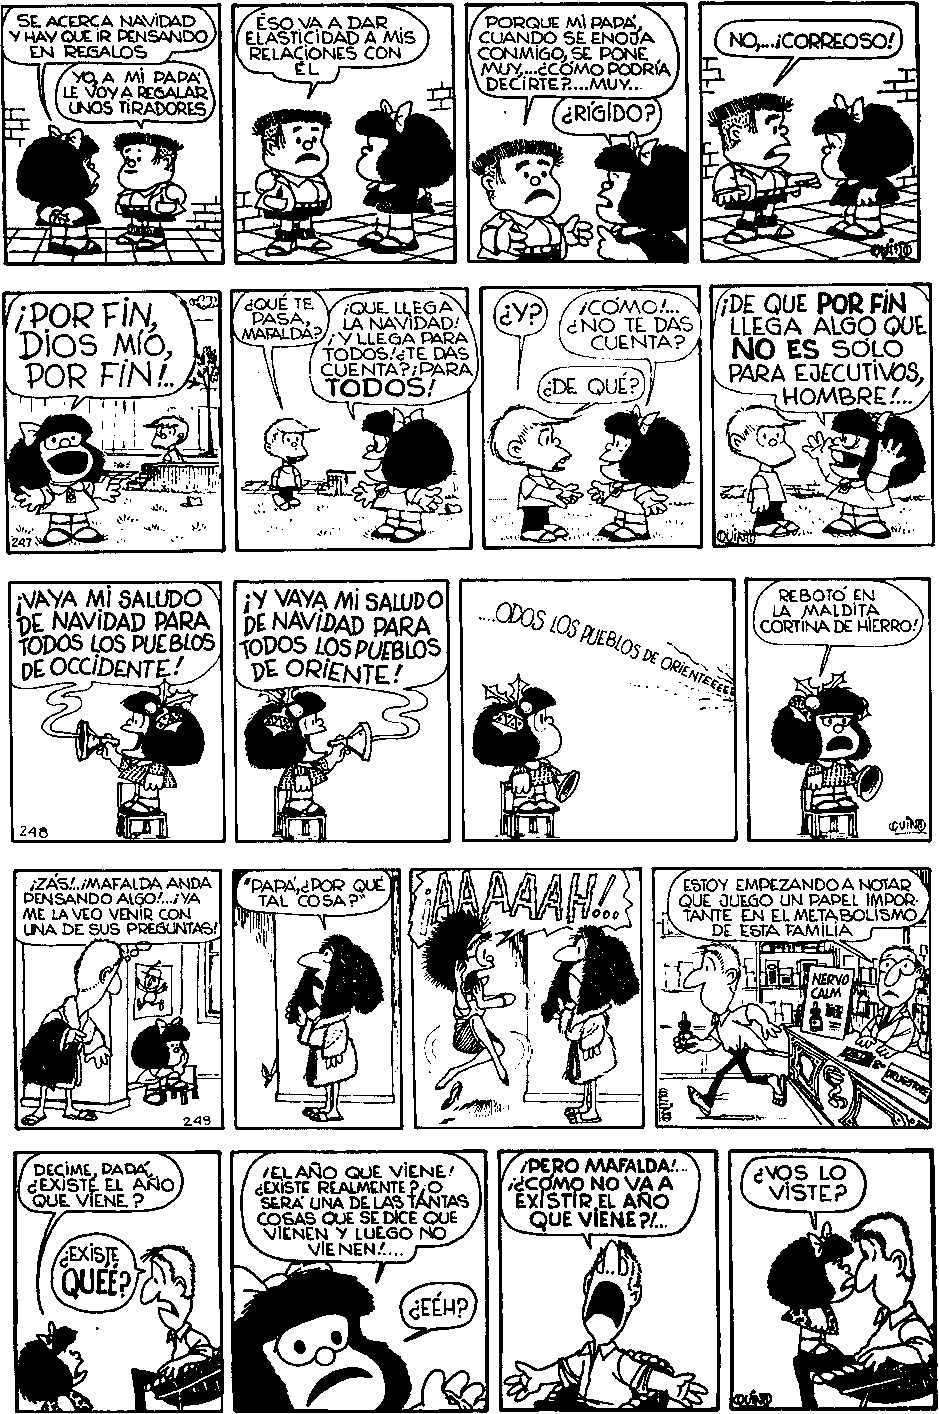 SE ACERCA NAVIDAD
Y HAY QUE IR PENSANDO
EN REGALOS
YO, A MI PAPÁ
LE VOY A REGALAR
UNOS TIRADORES
ÉSO VA A DAR
ELASTICIDAD A MIS
RELACIONES CON
ÉL
PORQUE MI PAPÁ,
CUANDO SE ENOJA
CONMIGO, SE PONE
MUY,...¿CÓMO PODRÍA
DECIRTE?....MUY...
¿RÍGIDO?
NO,...¡CORREOSO!
QUINO
¡POR FÍN,
DIOS MÍO,
POR FÍN!..
247
¿QUÉ TE
PASA,
MAFALDA?
¡QUE LLEGA
LA NAVIDAD!
¡Y LLEGA PARA
TODOS! ¿TE DAS
CUENTA? ¡PARA
TODOS!
¿Y?
¡CÓMO!...
¿NO TE DAS
CUENTA?
¿DE QUÉ?
¡DE QUE POR FÍN
LLEGA ALGO QUE
NO ES SÓLO
PARA EJECUTIVOS,
HOMBRE!...
QUINO
¡VAYA MI SALUDO
DE NAVIDAD PARA
TODOS LOS PUEBLOS
DE OCCIDENTE!
248
¡Y VAYA MI SALUDO
DE NAVIDAD PARA
TODOS LOS PUEBLOS
DE ORIENTE!
...ODOS LOS PUEBLOS DE ORIENTEEEEE
REBOTÓ EN
LA MALDITA
CORTINA DE HIERRO!
QUINO
¡ZÁS!..¡MAFALDA ANDA
PENSANDO ALGO!...¡YA
ME LA VEO VENIR CON
UNA DE SUS PREGUNTAS!
249
"PAPÁ, ¿POR QUÉ
TAL COSA?"
¡AAAAAH!...
ESTOY EMPEZANDO A NOTAR
QUE JUEGO UN PAPEL IMPOR-
TANTE EN EL METABOLISMO
DE ESTA FAMILIA
NERVO
CALM
QUINO
DECIME, PAPÁ,
¿EXISTE EL AÑO
QUE VIENE?
¿EXISTE
QUEÉ?
¡EL AÑO QUE VIENE!
¿EXISTE REALMENTE?¿O
SERÁ UNA DE LAS TANTAS
COSAS QUE SE DICE QUE
VIENEN Y LUEGO NO
VIENEN!....
¿EÉH?
¡PERO MAFALDA!...
¿¡CÓMO NO VA A
EXISTIR EL AÑO
QUE VIENE?!...
¿VOS LO
VISTE?
QUINO